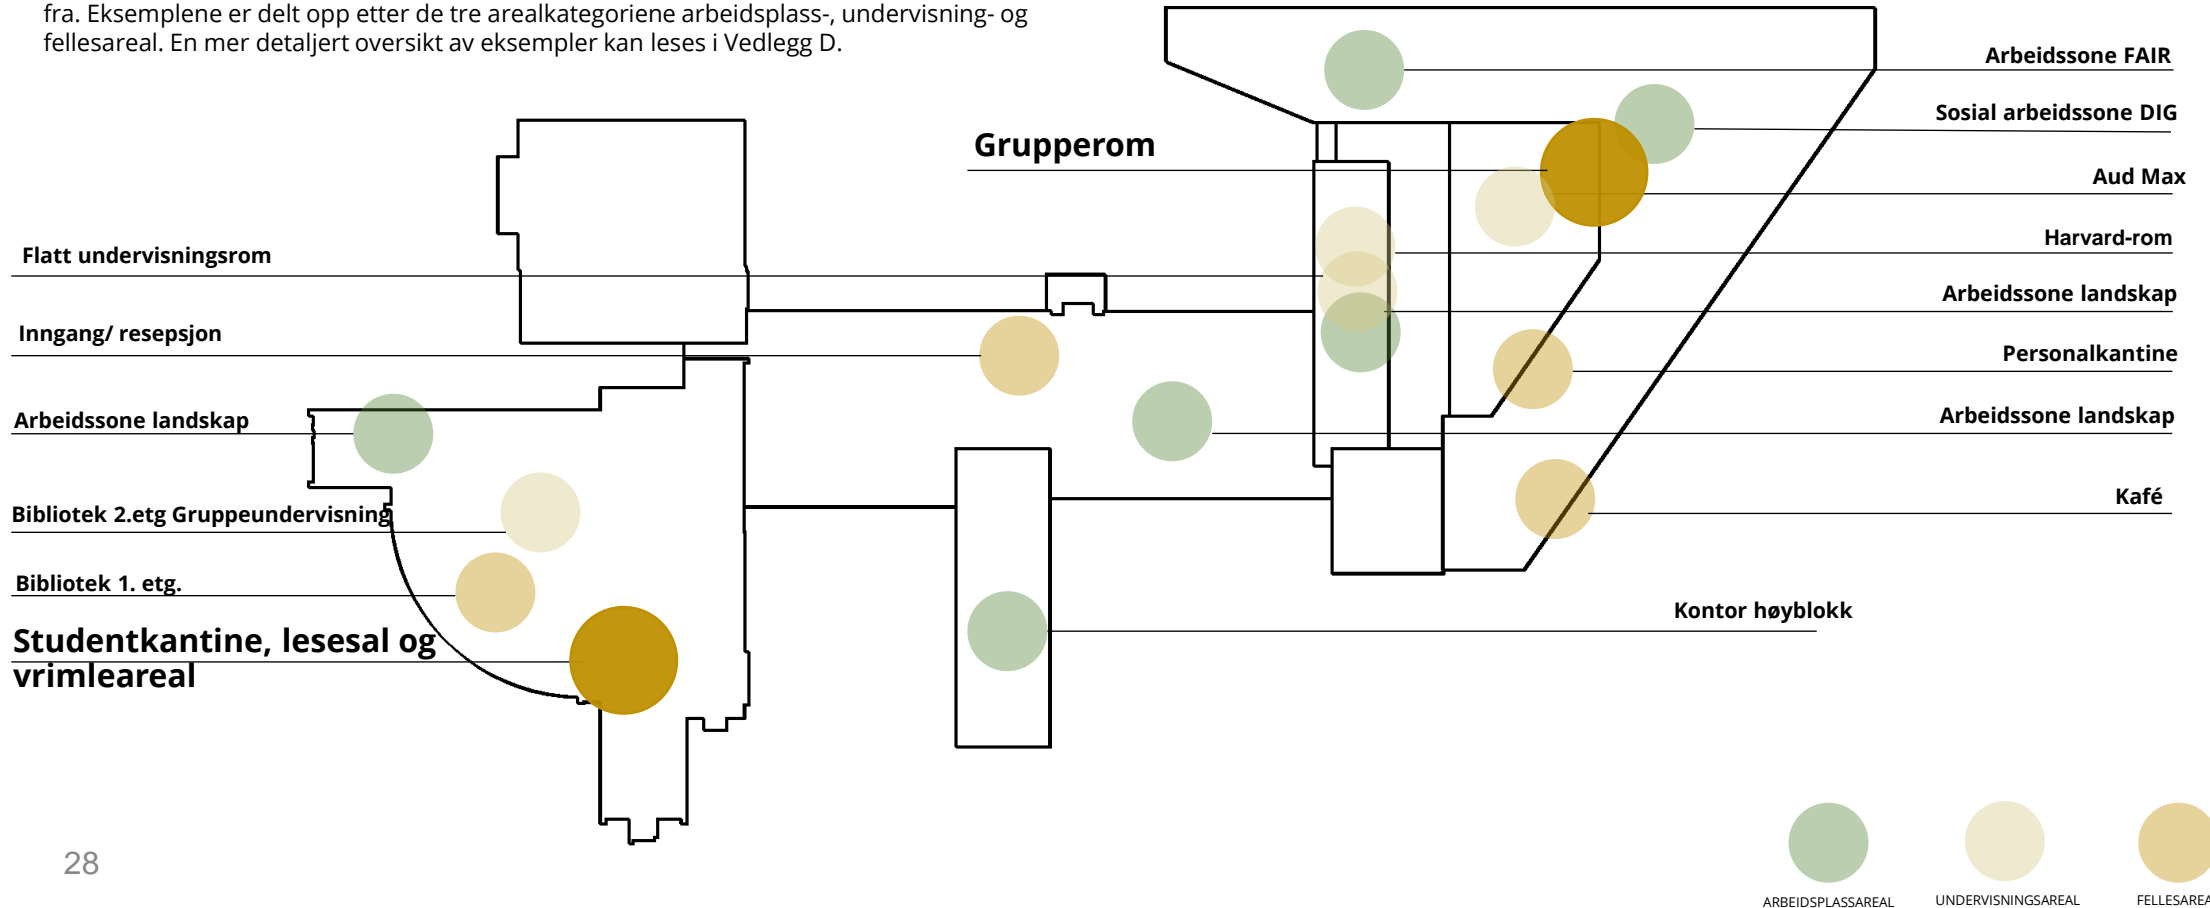 fra. Eksemplene er delt opp etter de tre arealkategoriene arbeidsplass-, undervisning- og
fellesareal. En mer detaljert oversikt av eksempler kan leses i Vedlegg D.
Arbeidssone FAIR
Sosial arbeidssone DIG
Grupperom
Aud Max
Harvard-rom
Flatt undervisningsrom
Arbeidssone landskap
Inngang/ resepsjon
Personalkantine
Arbeidssone landskap
Arbeidssone landskap
Kafé
Bibliotek 2.etg Gruppeundervisning
Bibliotek 1. etg.
Kontor høyblokk
Studentkantine, lesesal og
vrimleareal
28
ARBEIDSPLASSAREAL
UNDERVISNINGSAREAL
FELLESAREA